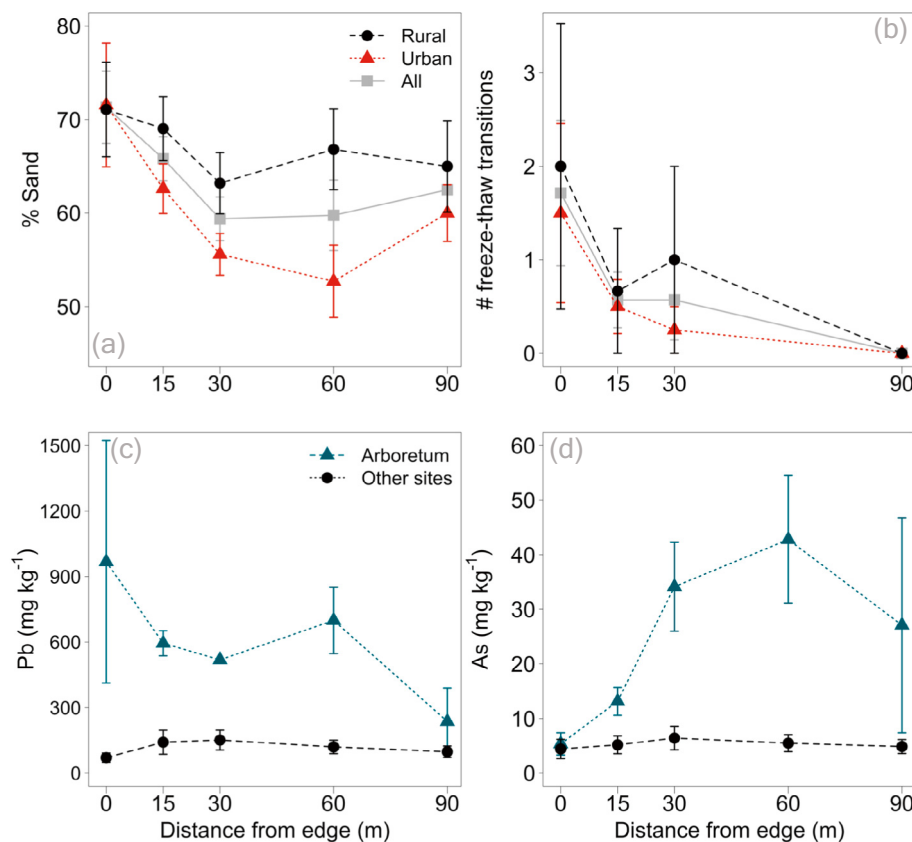 80
70
60
50
% Sand
Rural
Urban
All
(a)
0 15 30 60 90
3
2
1
0
# freeze-thaw transitions
(b)
0 15 30 90
1500
1200
900
600
300
0
Pb (mg kg⁻¹)
(c)
Arboretum
Other sites
0 15 30 60 90
Distance from edge (m)
60
50
40
30
20
10
0
As (mg kg⁻¹)
(d)
0 15 30 60 90
Distance from edge (m)